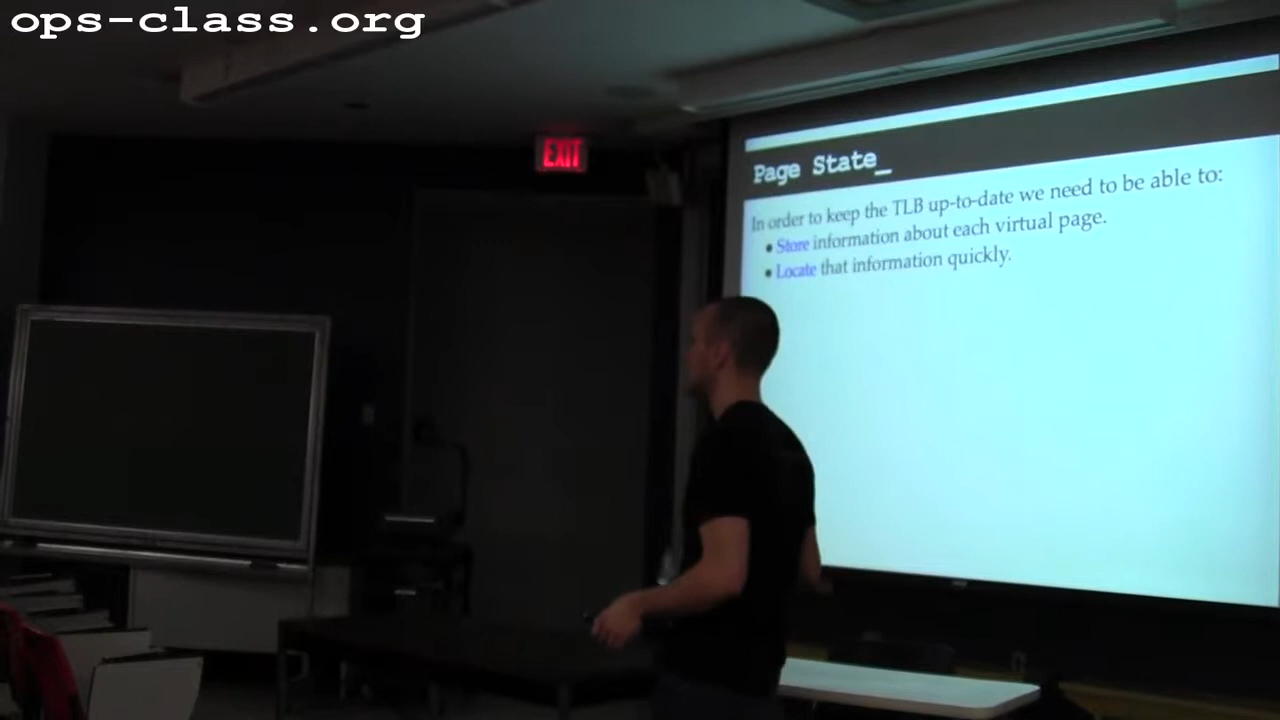 ops-class.org
EXIT
Page State_
In order to keep the TLB up-to-date we need to be able to:
• Store information about each virtual page.
• Locate that information quickly.